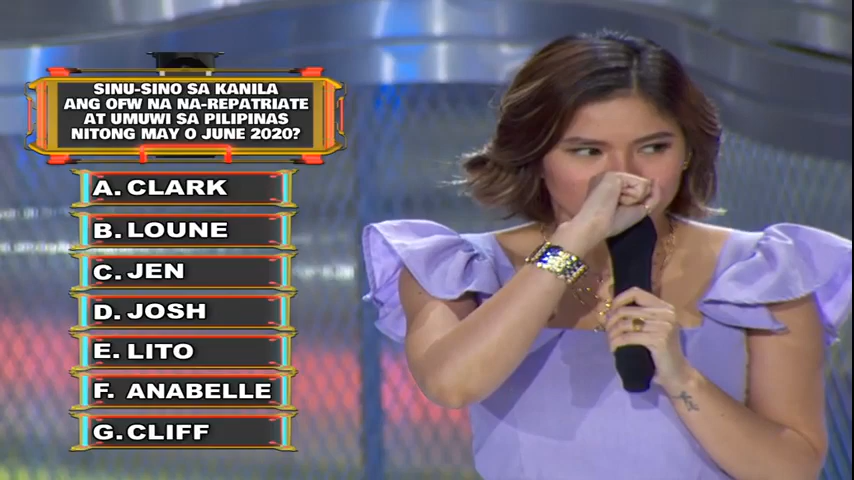 SINU-SINO SA KANILA
ANG OFW NA NA-REPATRIATE
AT UMUWI SA PILIPINAS
NITONG MAY O JUNE 2020?
A. CLARK
B. LOUNE
C. JEN
D. JOSH
E. LITO
F. ANABELLE
G. CLIFF